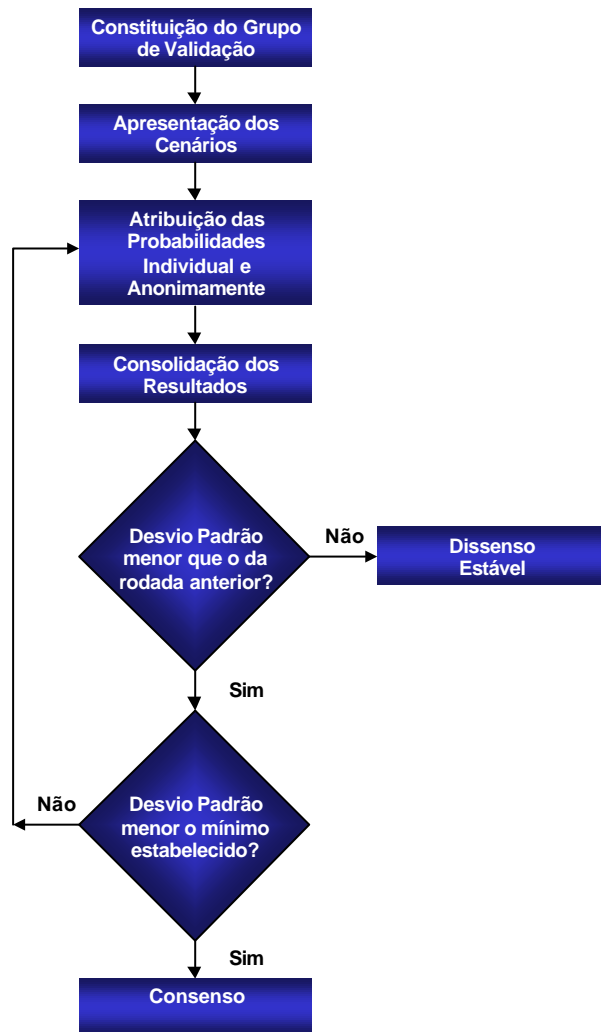 Constituição do Grupo
de Validação
Apresentação dos
Cenários
Atribuição das
Probabilidades
Individual e
Anonimamente
Consolidação dos
Resultados
Desvio Padrão
menor que o da
rodada anterior?
Não
Dissenso
Estável
Sim
Não
Desvio Padrão
menor o mínimo
estabelecido?
Sim
Consenso